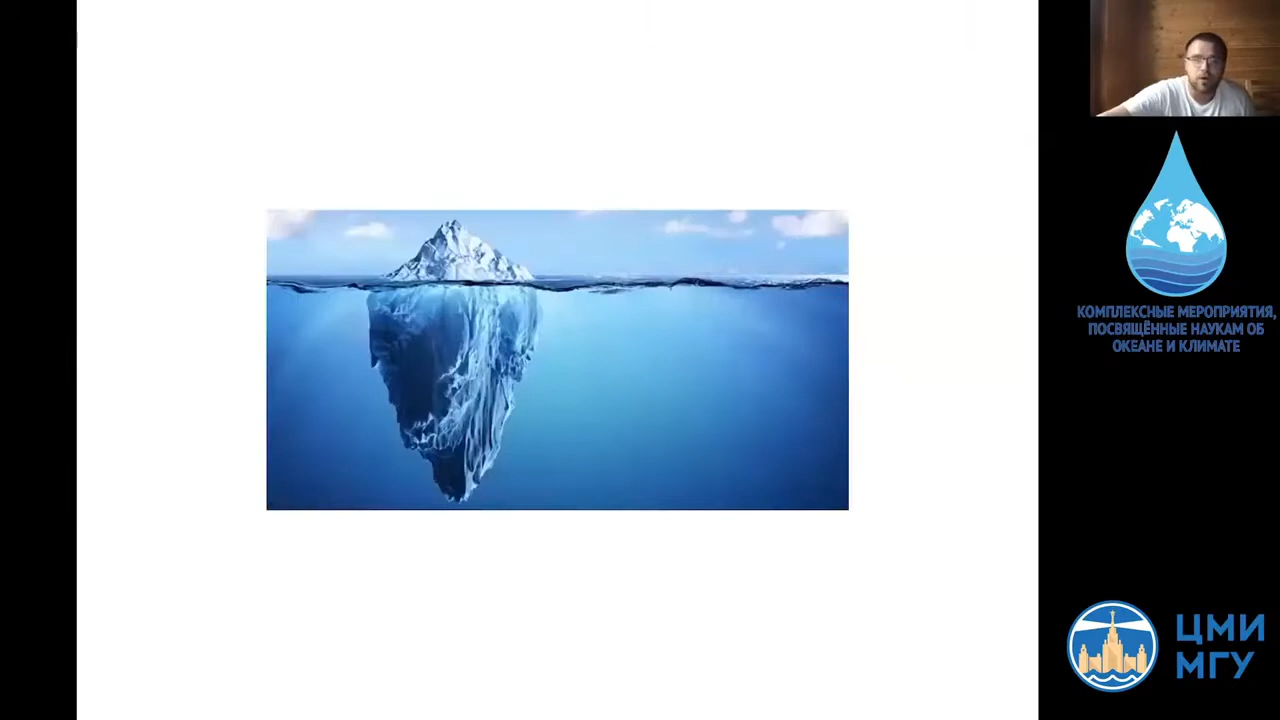 КОМПЛЕКСНЫЕ МЕРОПРИЯТИЯ,
ПОСВЯЩЁННЫЕ НАУКАМ ОБ
ОКЕАНЕ И КЛИМАТЕ
ЦМИ
МГУ